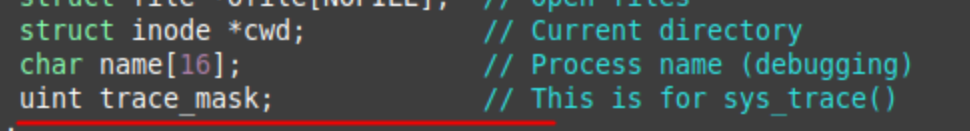 struct file *ofile[NOFILE]; // Open files
struct inode *cwd; // Current directory
char name[16]; // Process name (debugging)
uint trace_mask; // This is for sys_trace()